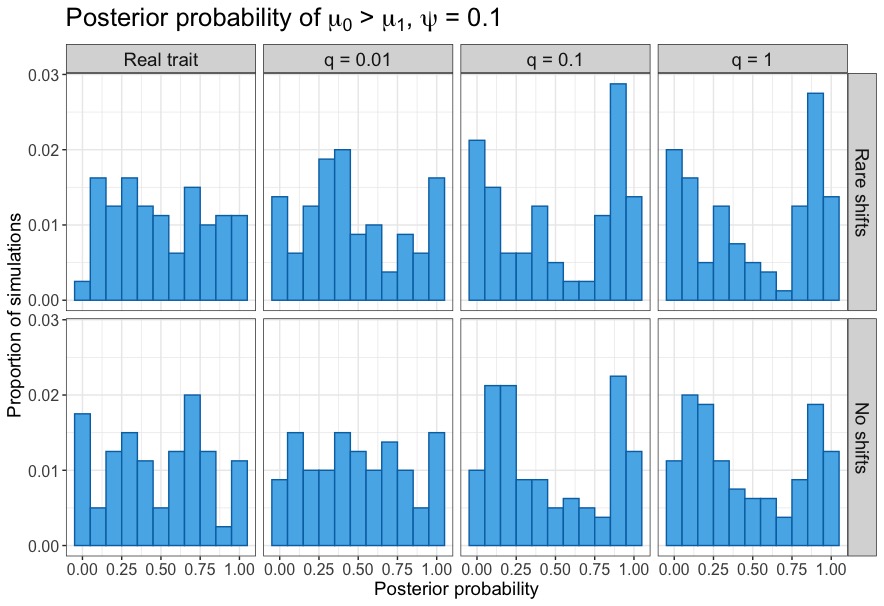 Posterior probability of μ₀ > μ₁, ψ = 0.1
Real trait
q = 0.01
q = 0.1
q = 1
Proportion of simulations
0.03
0.02
0.01
0.00
Rare shifts
0.03
0.02
0.01
0.00
No shifts
0.00 0.25 0.50 0.75 1.00
0.00 0.25 0.50 0.75 1.00
0.00 0.25 0.50 0.75 1.00
0.00 0.25 0.50 0.75 1.00
Posterior probability